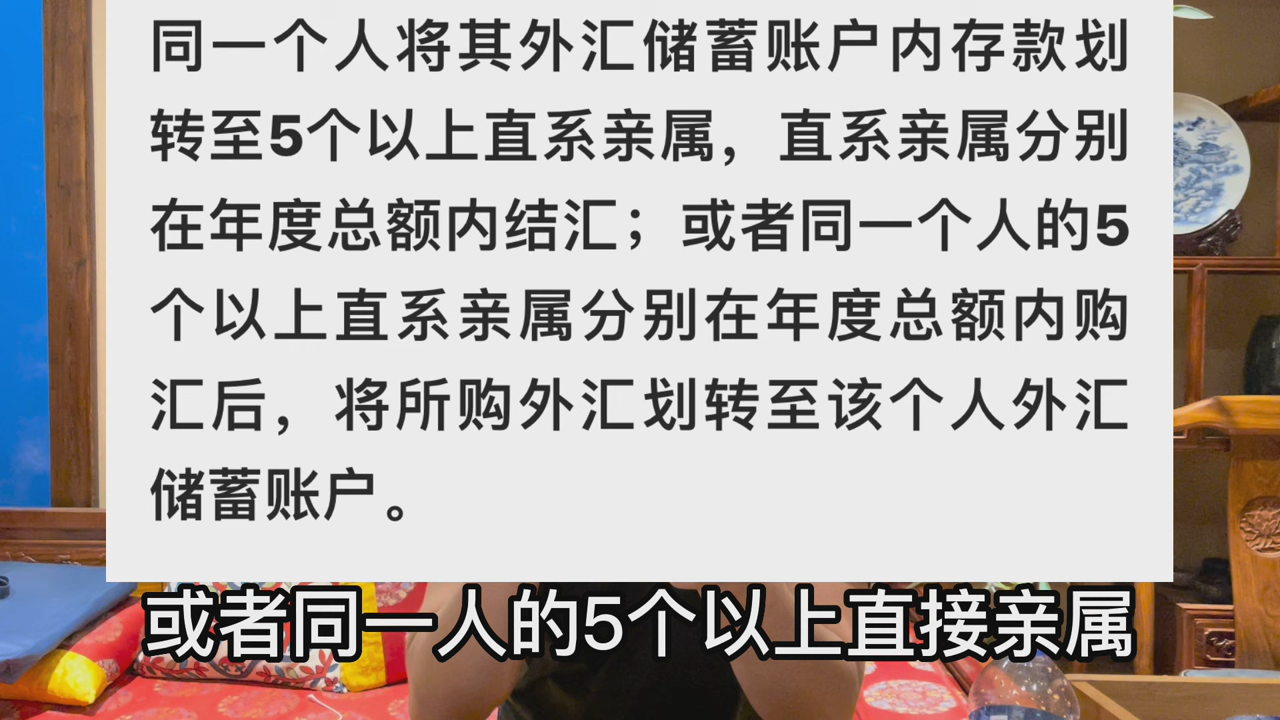 同一个人将其外汇储蓄账户内存款划
转至5个以上直系亲属，直系亲属分别
在年度总额内结汇；或者同一个人的5
个以上直系亲属分别在年度总额内购
汇后，将所购外汇划转至该个人外汇
储蓄账户。
或者同一人的5个以上直接亲属